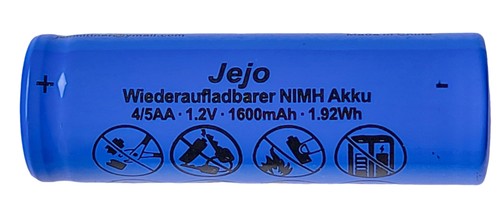 Jejo
+ -
Wiederaufladbarer NIMH Akku
4/5AA · 1.2V · 1600mAh · 1.92Wh